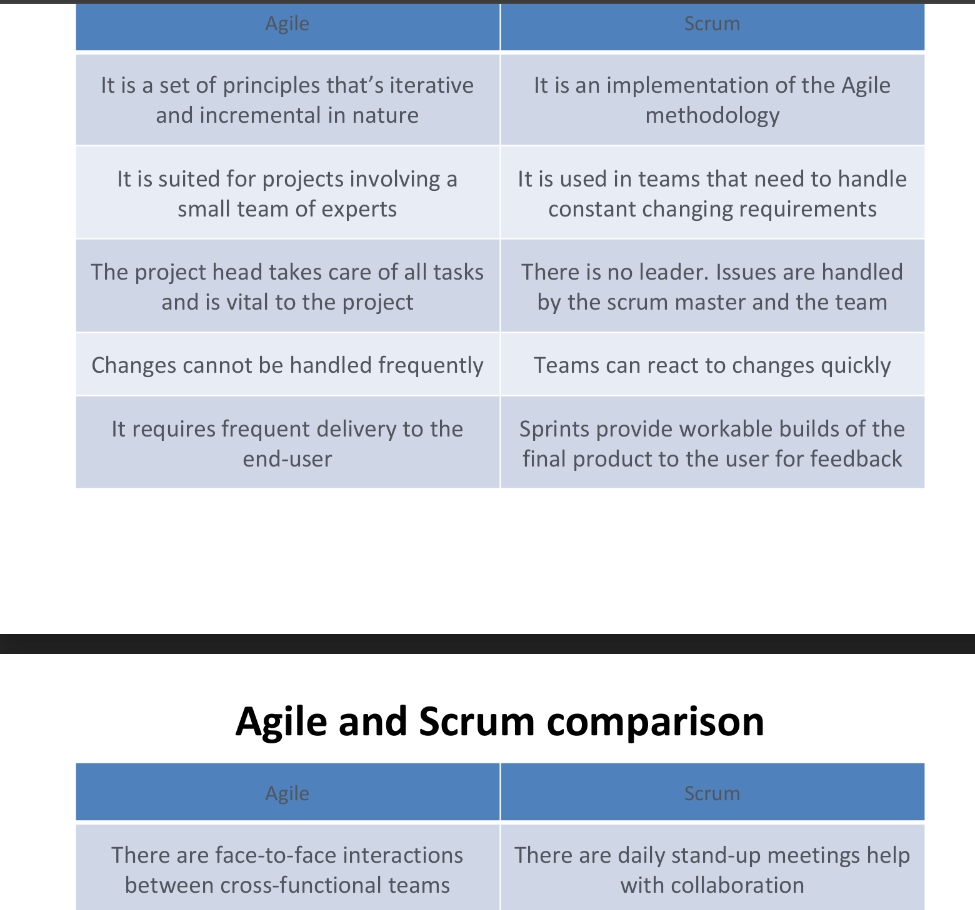 Agile
Scrum
It is a set of principles that’s iterative
and incremental in nature
It is an implementation of the Agile
methodology
It is suited for projects involving a
small team of experts
It is used in teams that need to handle
constant changing requirements
The project head takes care of all tasks
and is vital to the project
There is no leader. Issues are handled
by the scrum master and the team
Changes cannot be handled frequently
Teams can react to changes quickly
It requires frequent delivery to the
end-user
Sprints provide workable builds of the
final product to the user for feedback
Agile and Scrum comparison
Agile
Scrum
There are face-to-face interactions
between cross-functional teams
There are daily stand-up meetings help
with collaboration